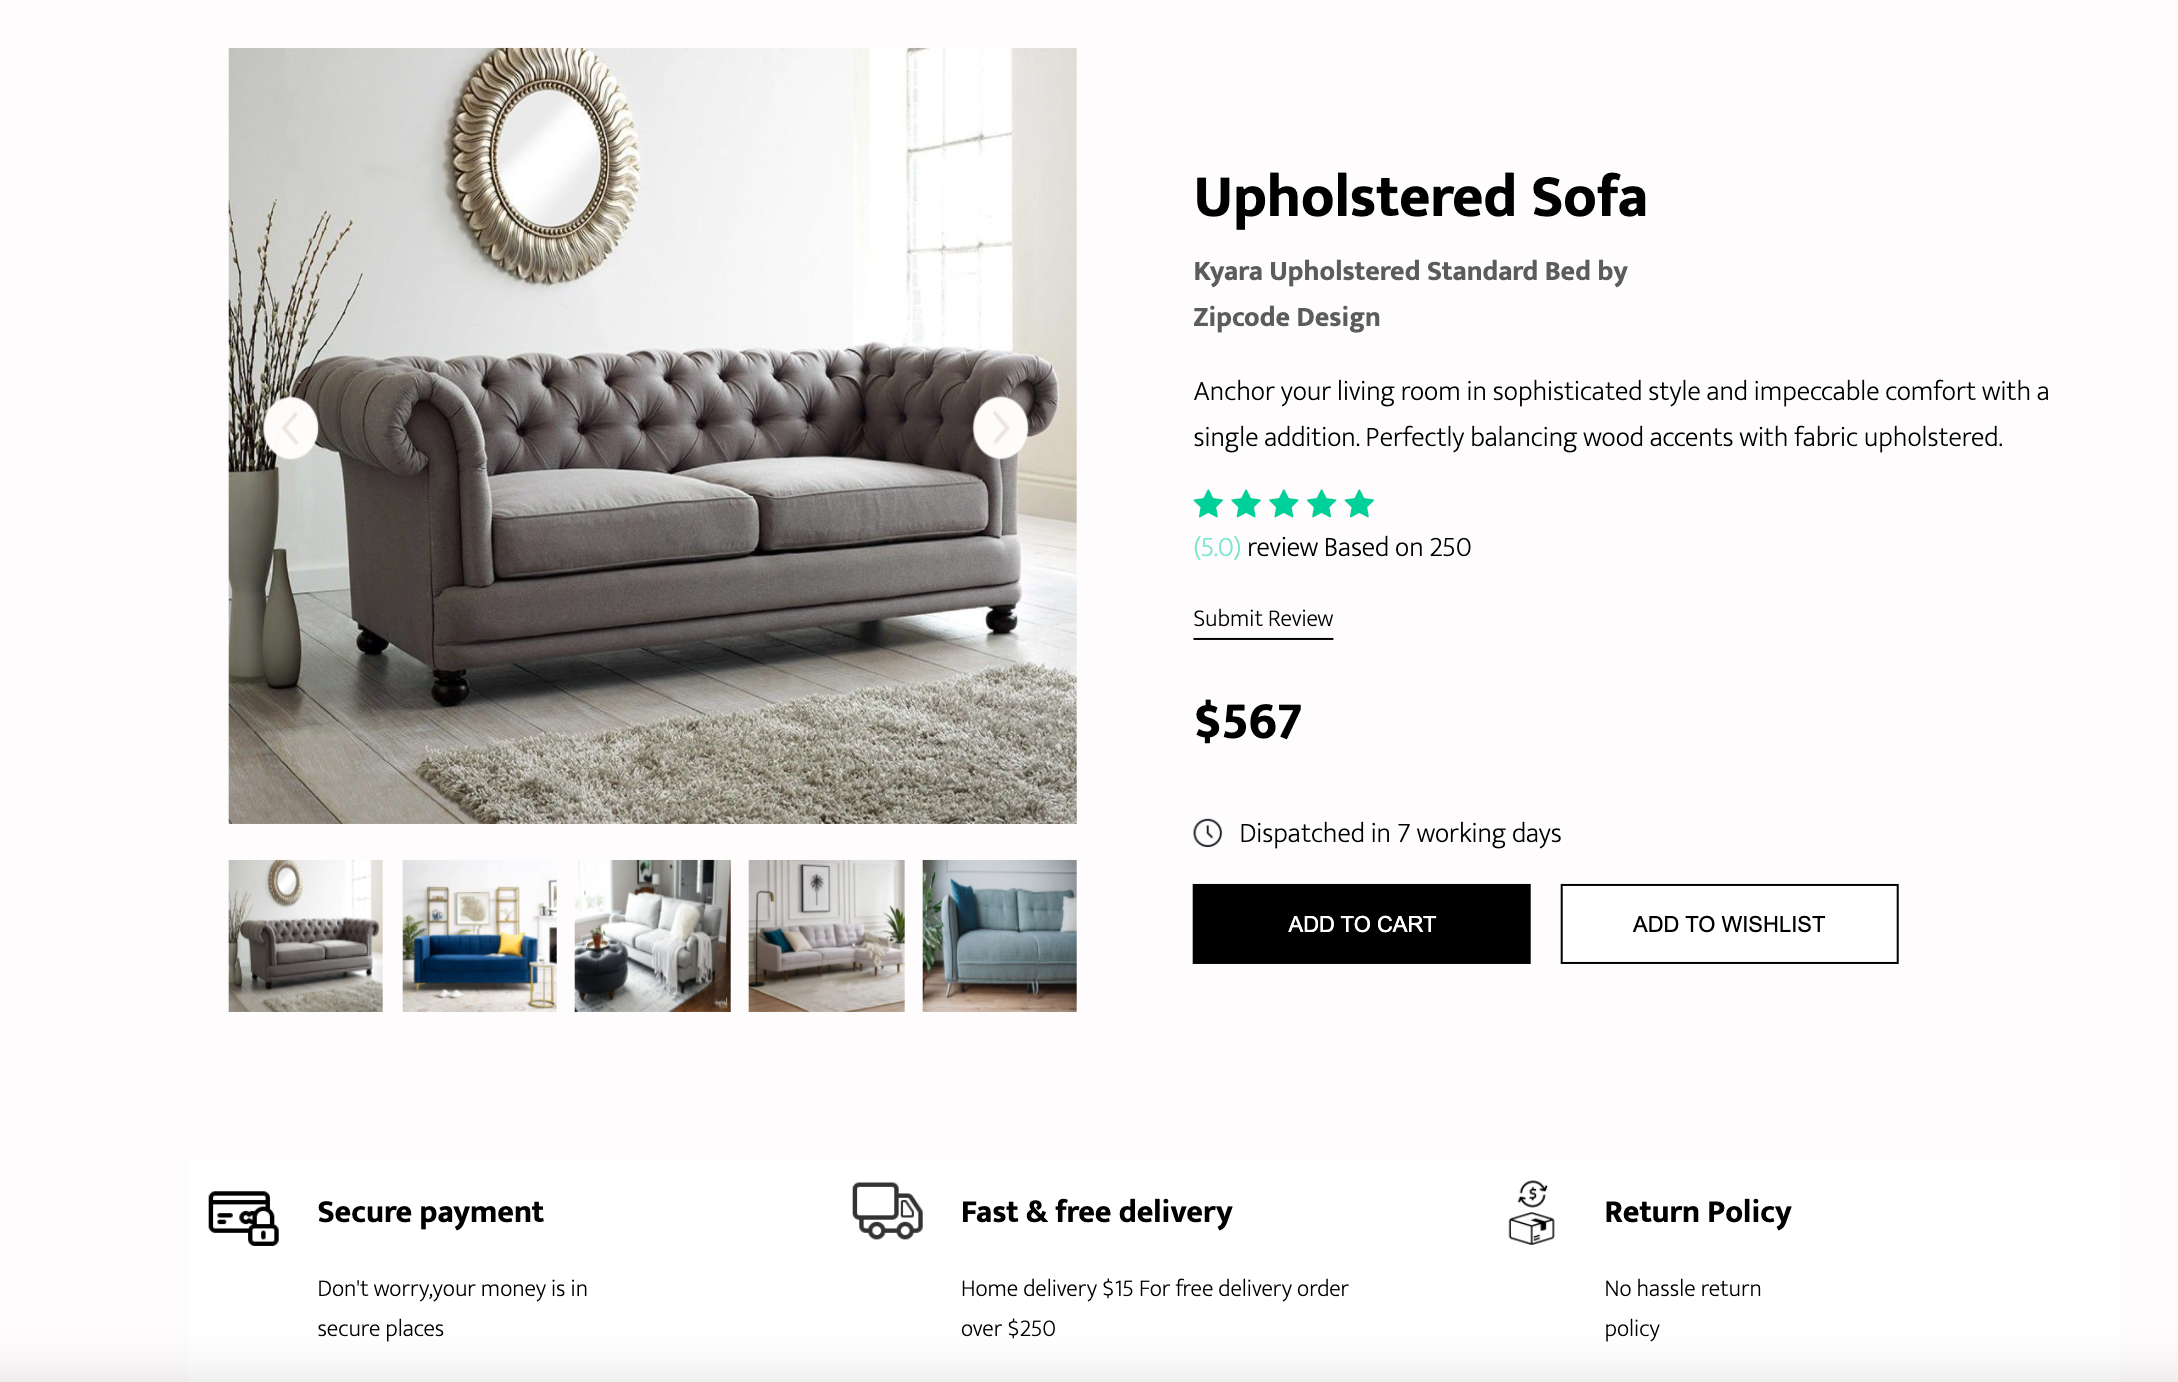 Upholstered Sofa
Kyara Upholstered Standard Bed by
Zipcode Design
Anchor your living room in sophisticated style and impeccable comfort with a
single addition. Perfectly balancing wood accents with fabric upholstered.
(5.0) review Based on 250
Submit Review
$567
Dispatched in 7 working days
ADD TO CART
ADD TO WISHLIST
Secure payment
Don't worry,your money is in
secure places
Fast & free delivery
Home delivery $15 For free delivery order
over $250
Return Policy
No hassle return
policy